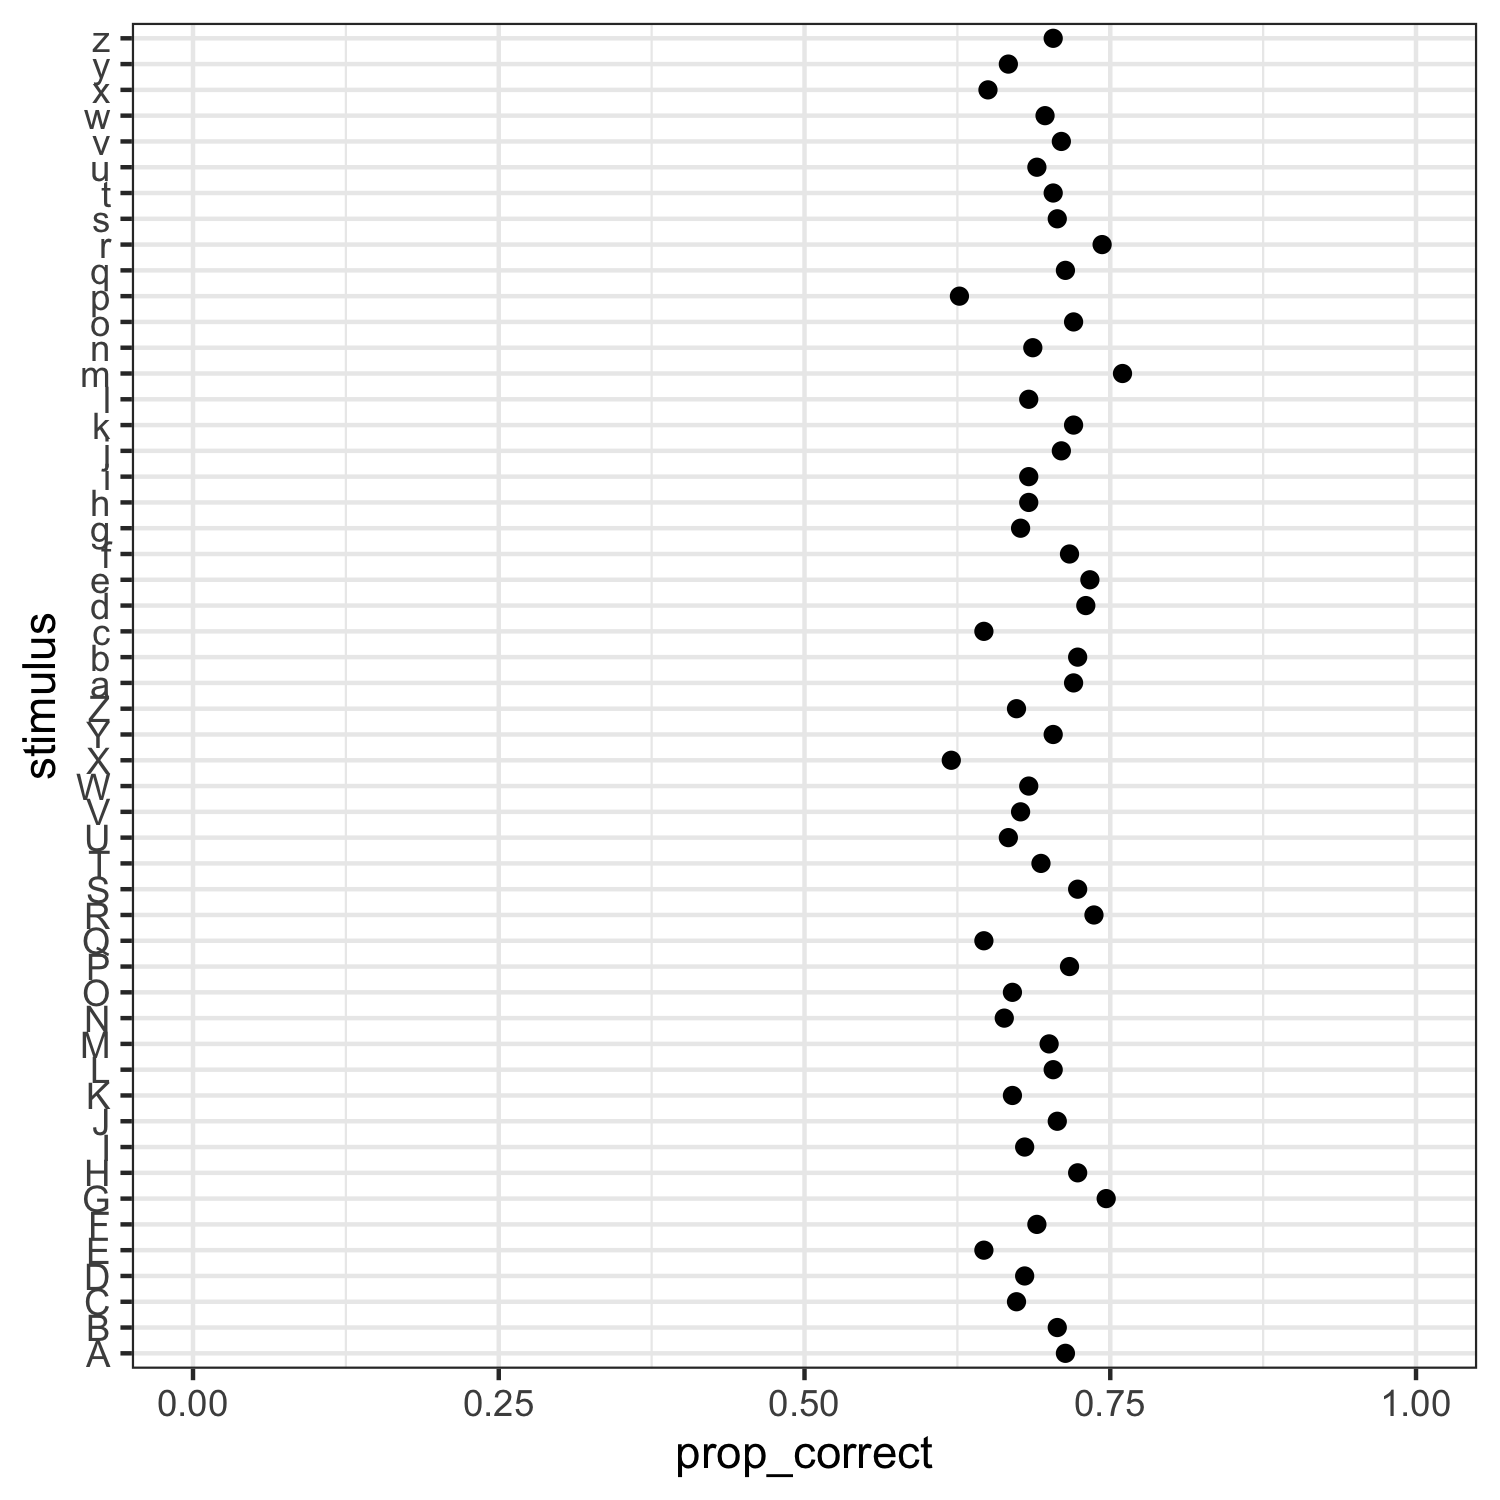 z
y
x
w
v
u
t
s
r
q
p
o
n
m
l
k
j
i
h
g
f
e
d
c
b
a
Z
Y
X
W
V
U
T
S
R
Q
P
O
N
M
L
K
J
I
H
G
F
E
D
C
B
A
stimulus
0.00 0.25 0.50 0.75 1.00
prop_correct